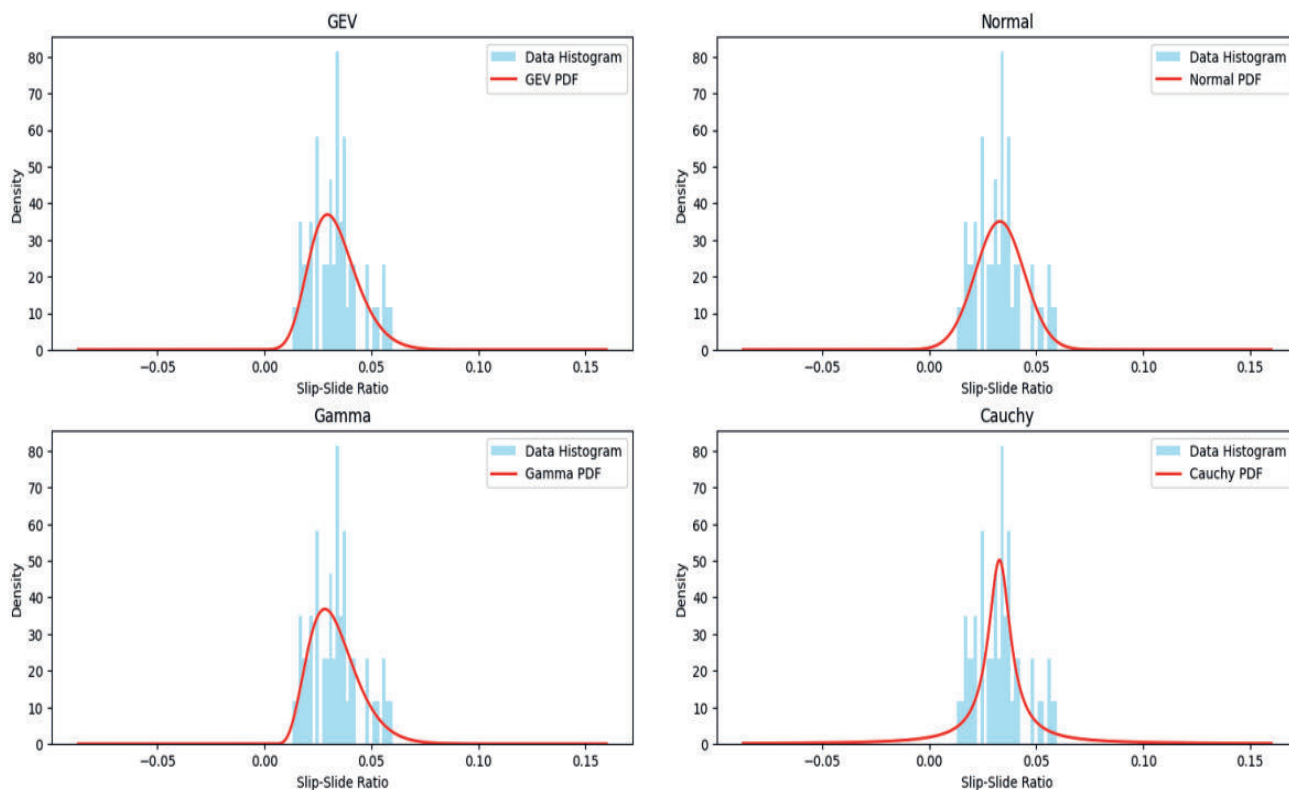 GEV
Data Histogram
GEV PDF
80
70
60
50
40
30
20
10
0
Density
−0.05 0.00 0.05 0.10 0.15
Slip-Slide Ratio
Normal
Data Histogram
Normal PDF
80
70
60
50
40
30
20
10
0
Density
−0.05 0.00 0.05 0.10 0.15
Slip-Slide Ratio
Gamma
Data Histogram
Gamma PDF
80
70
60
50
40
30
20
10
0
Density
−0.05 0.00 0.05 0.10 0.15
Slip-Slide Ratio
Cauchy
Data Histogram
Cauchy PDF
80
70
60
50
40
30
20
10
0
Density
−0.05 0.00 0.05 0.10 0.15
Slip-Slide Ratio